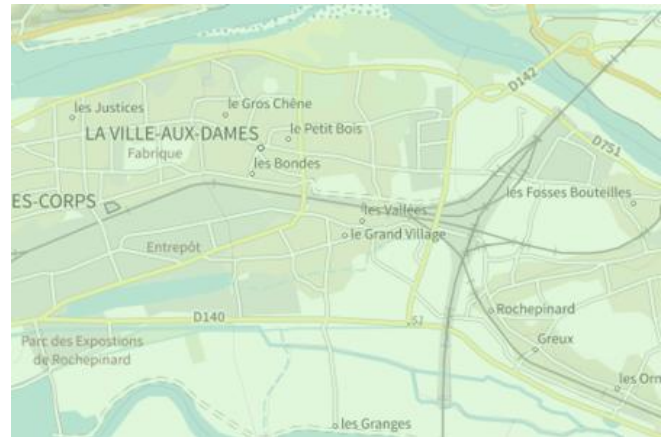 D142
les Justices
le Gros Chêne
LA VILLE-AUX-DAMES
le Petit Bois
D751
Fabrique
les Bondes
les Fosses Bouteilles
ES-CORPS
les Vallées
le Grand Village
Entrepôt
Rochepinard
D140
51
Parc des Expostions
de Rochepinard
Greux
les Orm
les Granges